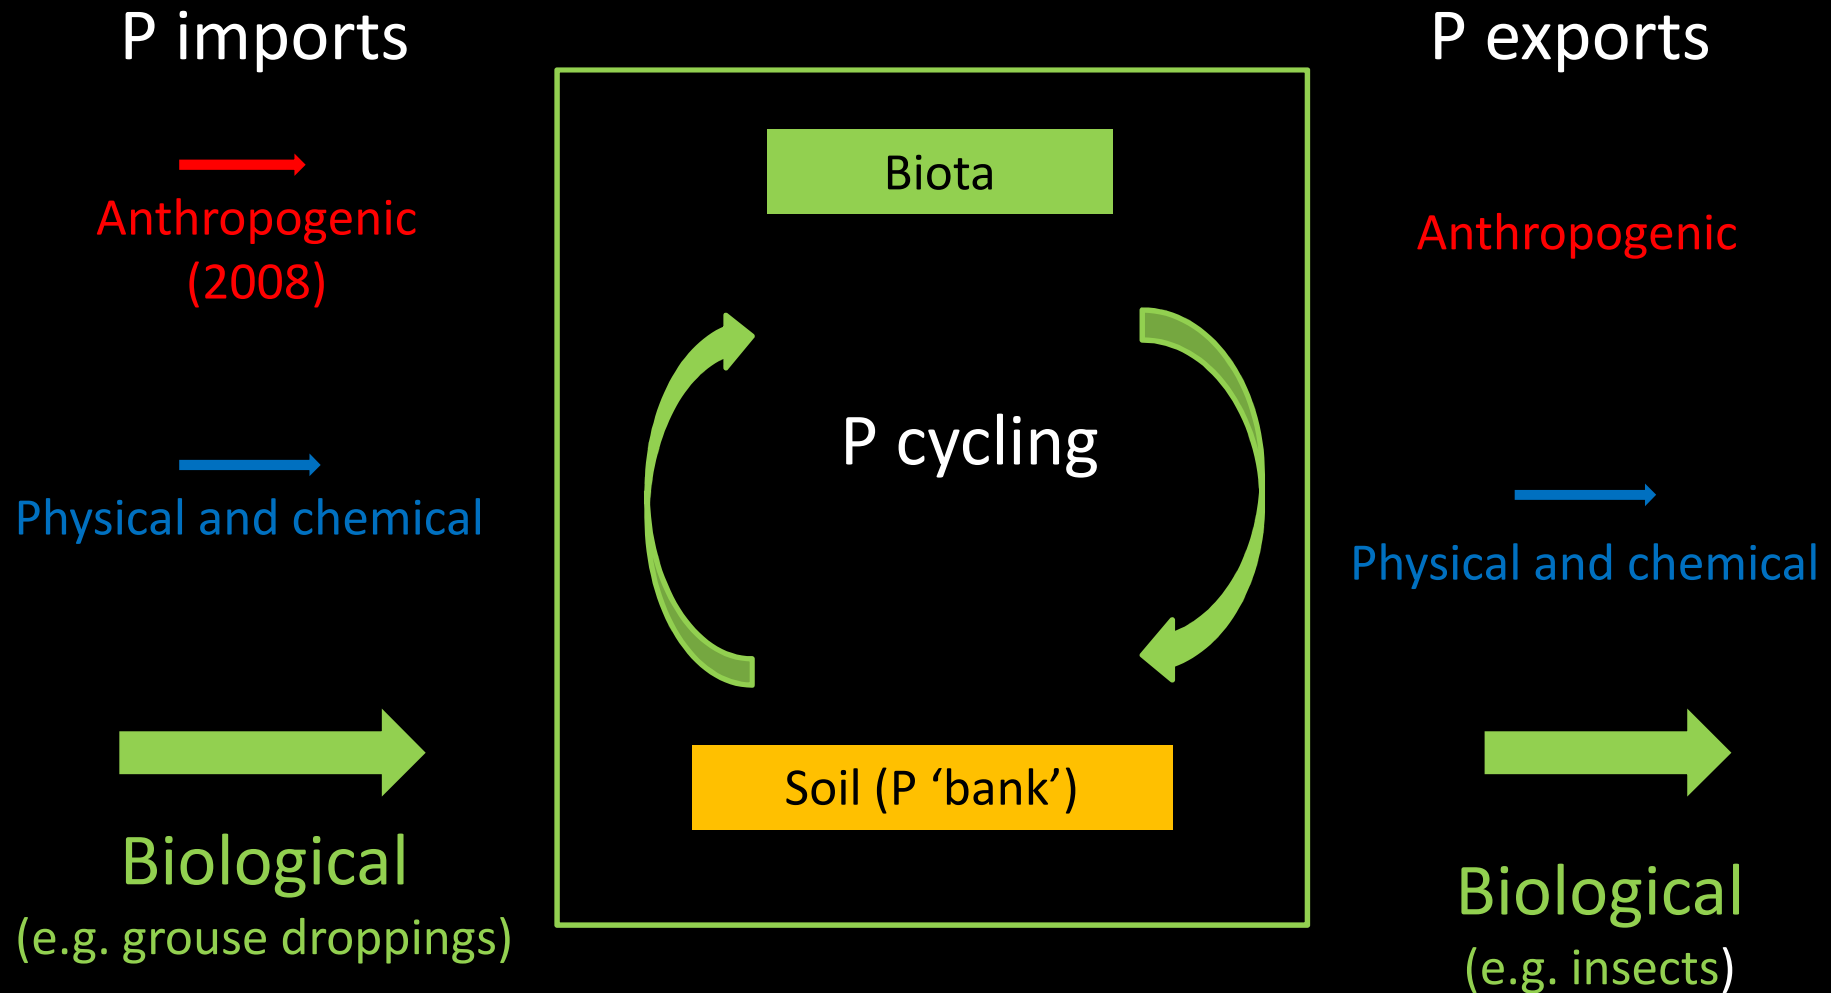 P imports
Anthropogenic
(2008)
Physical and chemical
Biological
(e.g. grouse droppings)
Biota
P cycling
Soil (P ‘bank’)
P exports
Anthropogenic
Physical and chemical
Biological
(e.g. insects)